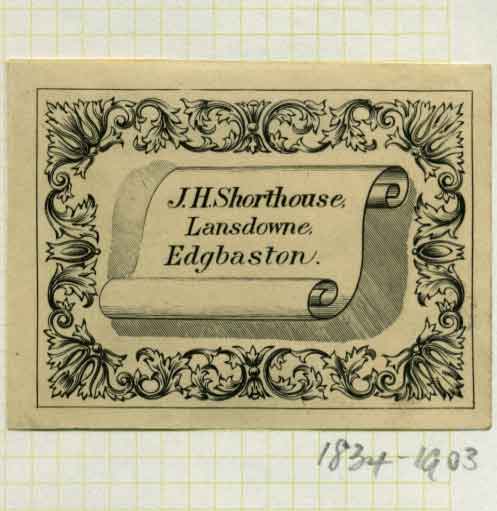 J.H.Shorthouse,
Lansdowne,
Edgbaston.
1834-1903